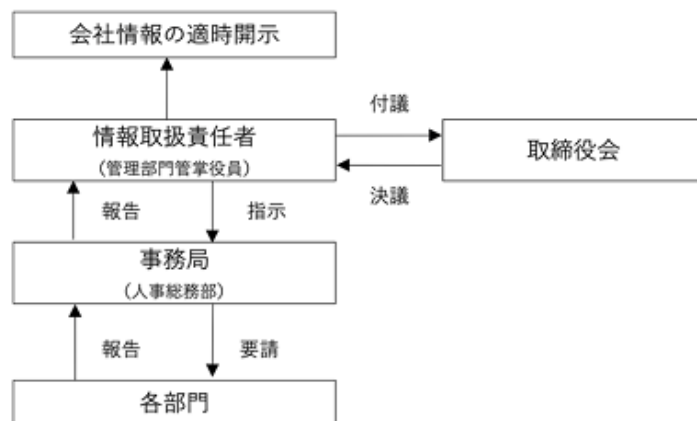 会社情報の適時開示
付議
情報取扱責任者
(管理部門管掌役員)
取締役会
決議
報告
指示
事務局
(人事総務部)
報告
要請
各部門